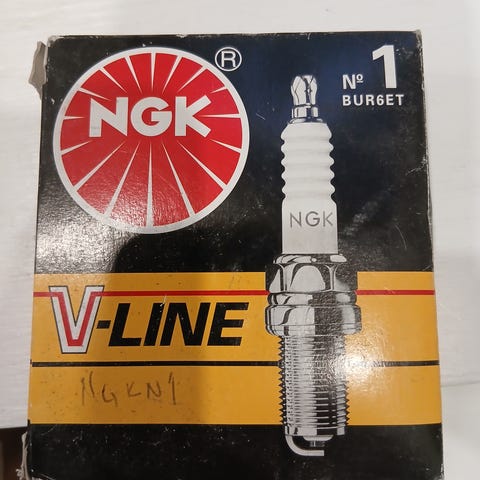 NGK
®
Nº 1
BUR6ET
NGK
V-LINE
NGKN1